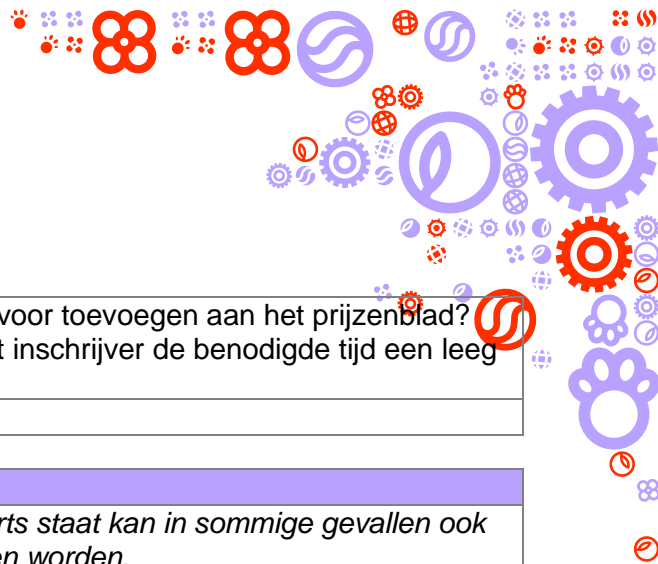 voor toevoegen aan het prijzenblad?
t inschrijver de benodigde tijd een leeg
rts staat kan in sommige gevallen ook
en worden.